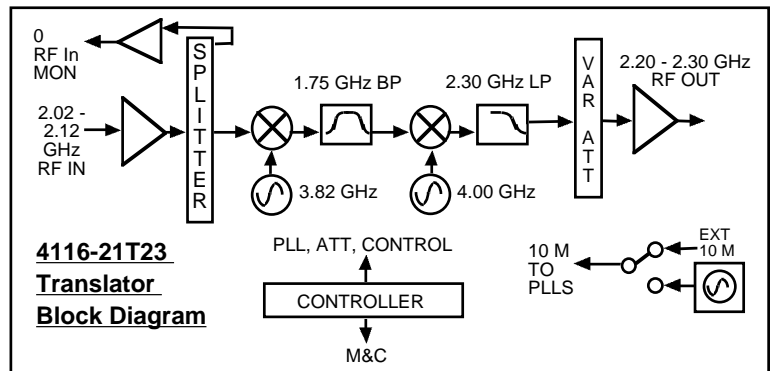 0
RF In
MON
SPLITTER
2.02 -
2.12
GHz
RF IN
1.75 GHz BP
2.30 GHz LP
VAR ATT
2.20 - 2.30 GHz
RF OUT
3.82 GHz
4.00 GHz
4116-21T23
Translator
Block Diagram
PLL, ATT, CONTROL
CONTROLLER
M&C
10 M
TO
PLLS
EXT
10 M